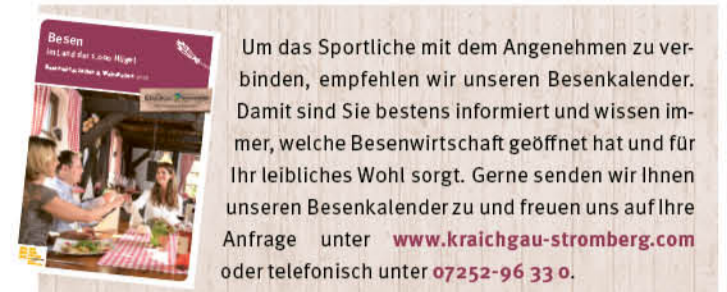 Besen
im Land der 1.000 Hügel
Um das Sportliche mit dem Angenehmen zu ver-
binden, empfehlen wir unseren Besenkalender.
Damit sind Sie bestens informiert und wissen im-
mer, welche Besenwirtschaft geöffnet hat und für
Ihr leibliches Wohl sorgt. Gerne senden wir Ihnen
unseren Besenkalender zu und freuen uns auf Ihre
Anfrage unter www.kraichgau-stromberg.com
oder telefonisch unter 07252-96 33 0.